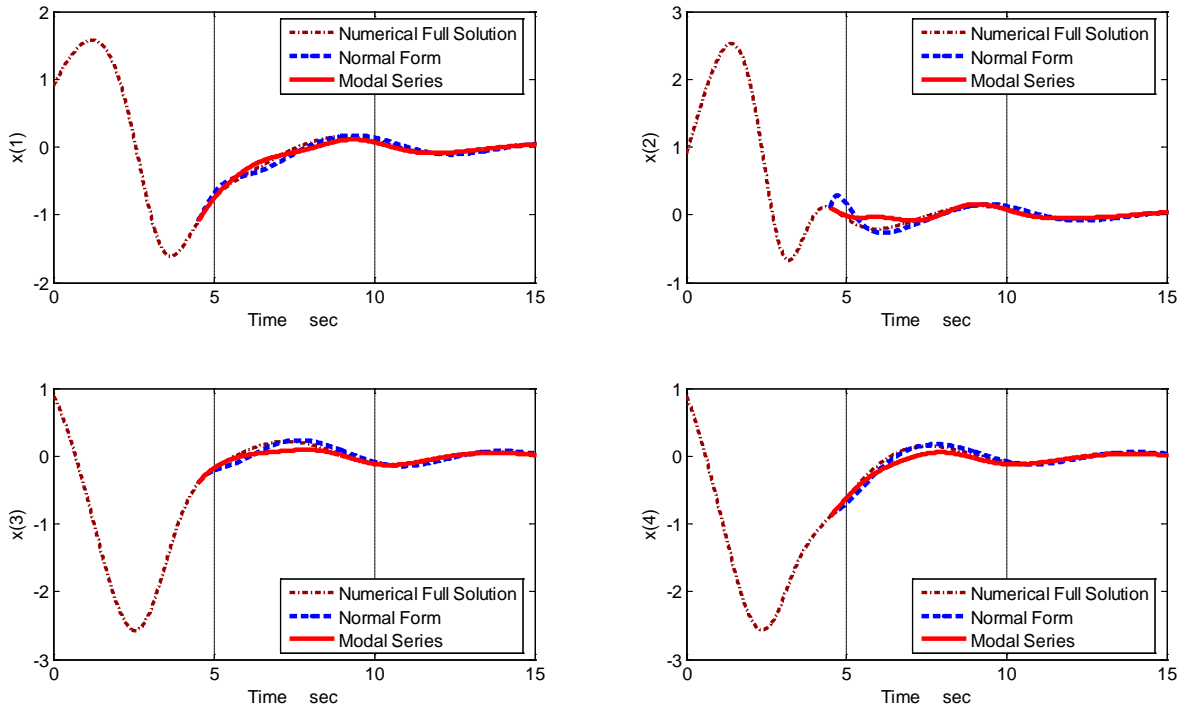 2
1
0
-1
-2
x(1)
0
5
10
15
Time sec
Numerical Full Solution
Normal Form
Modal Series
3
2
1
0
-1
x(2)
0
5
10
15
Time sec
Numerical Full Solution
Normal Form
Modal Series
1
0
-1
-2
-3
x(3)
0
5
10
15
Time sec
Numerical Full Solution
Normal Form
Modal Series
1
0
-1
-2
-3
x(4)
0
5
10
15
Time sec
Numerical Full Solution
Normal Form
Modal Series